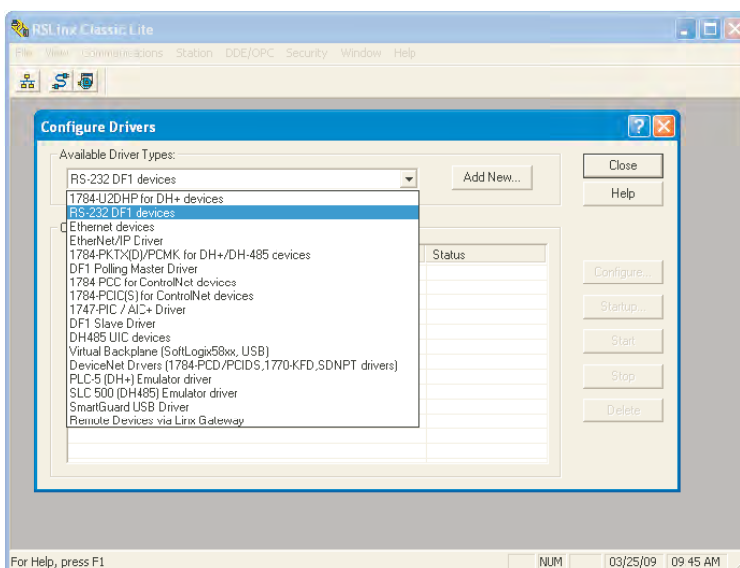 RSLinx Classic Lite
File View Communications Station DDE/OPC Security Window Help
Configure Drivers
Available Driver Types:
RS-232 DF1 devices
Add New...
Close
Help
1784-U2DHP for DH+ devices
RS-232 DF1 devices
Ethernet devices
EtherNet/IP Driver
1784-PKTX(D)/PCMK for DH+/DH-485 devices
DF1 Polling Master Driver
1784-PCC for ControlNet devices
1784-PCIC(S) for ControlNet devices
1747-PIC / AIC+ Driver
DF1 Slave Driver
DH485 UIC devices
Virtual Backplane (SoftLogix58xx, USB)
DeviceNet Drivers (1784-PCD/PCIDS,1770-KFD,SDNPT drivers)
PLC-5 (DH+) Emulator driver
SLC 500 (DH485) Emulator driver
SmartGuard USB Driver
Remote Devices via Linx Gateway
Status
Configure...
Startup...
Start
Stop
Delete
For Help, press F1
NUM
03/25/09
09:45 AM